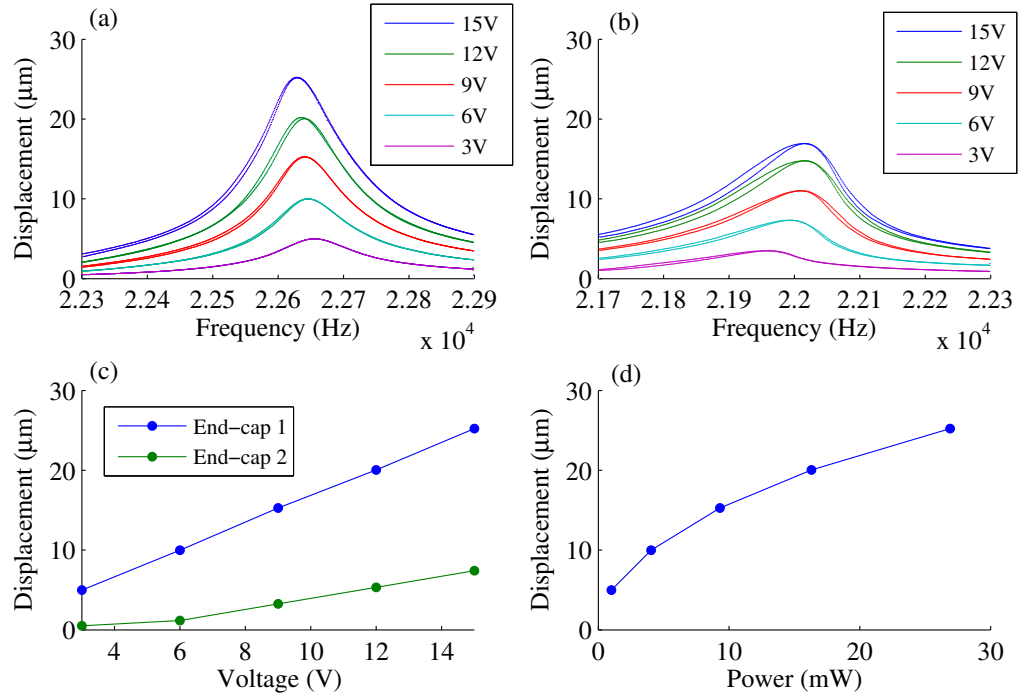 (a)
30
20
10
0
Displacement (μm)
15V
12V
9V
6V
3V
2.23 2.24 2.25 2.26 2.27 2.28 2.29
Frequency (Hz)
x 10^4
(b)
30
20
10
0
Displacement (μm)
15V
12V
9V
6V
3V
2.17 2.18 2.19 2.2 2.21 2.22 2.23
Frequency (Hz)
x 10^4
(c)
30
20
10
0
Displacement (μm)
End−cap 1
End−cap 2
4 6 8 10 12 14
Voltage (V)
(d)
30
20
10
0
Displacement (μm)
0 10 20 30
Power (mW)